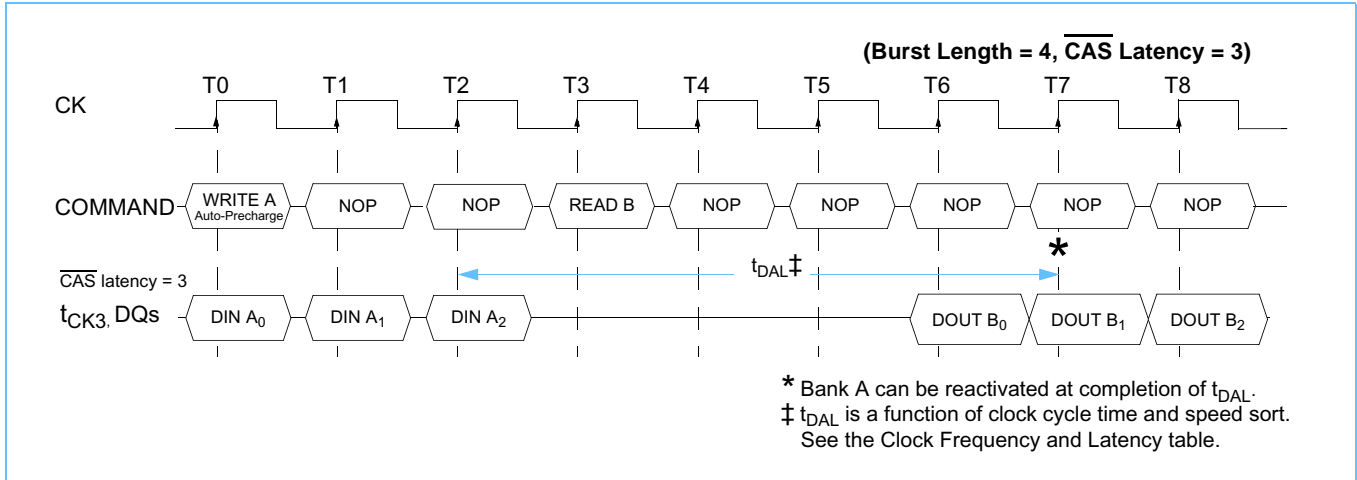 (Burst Length = 4, CAS Latency = 3)
T0 T1 T2 T3 T4 T5 T6 T7 T8
CK
COMMAND WRITE A Auto-Precharge NOP NOP READ B NOP NOP NOP NOP NOP
*
tDAL‡
CAS latency = 3
tCK3, DQs DIN A0 DIN A1 DIN A2 DOUT B0 DOUT B1 DOUT B2
* Bank A can be reactivated at completion of tDAL.
‡ tDAL is a function of clock cycle time and speed sort.
See the Clock Frequency and Latency table.